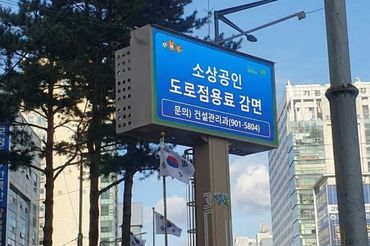 소상공인
도로점용료 감면
문의) 건설관리과(901-5804)